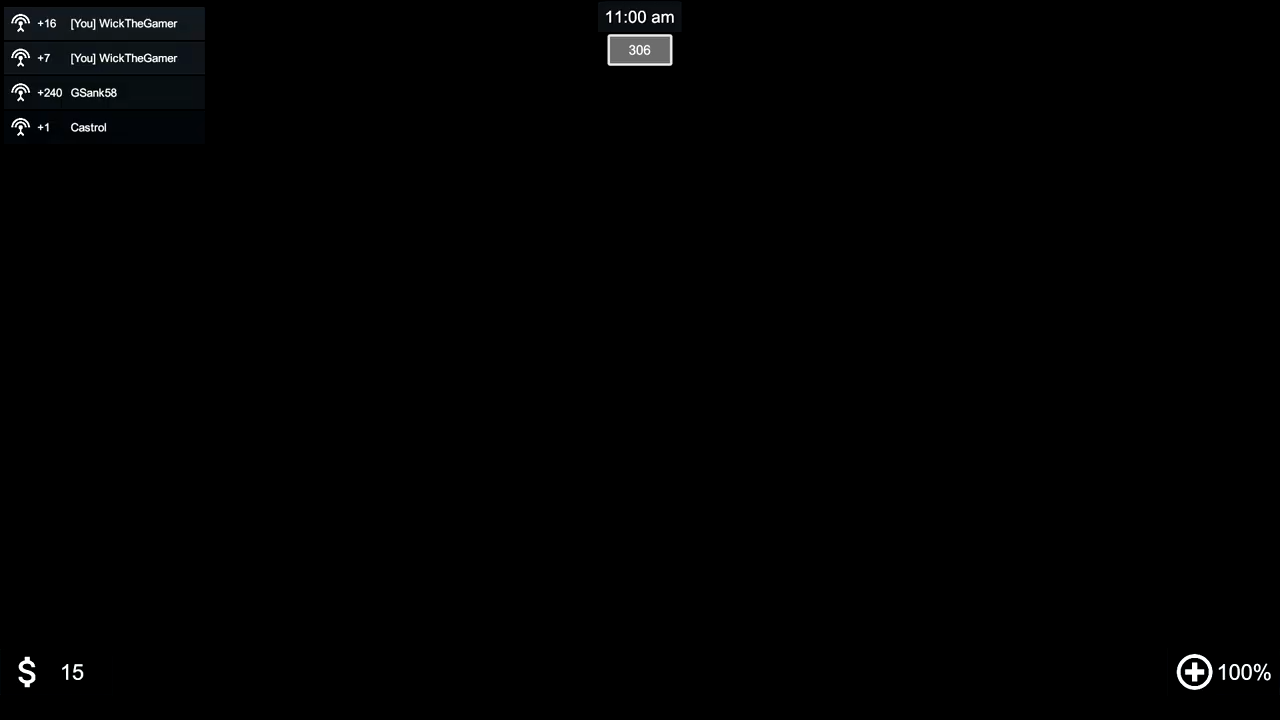 +16 [You] WickTheGamer
+7 [You] WickTheGamer
+240 GSank58
+1 Castrol
11:00 am
306
$ 15
100%